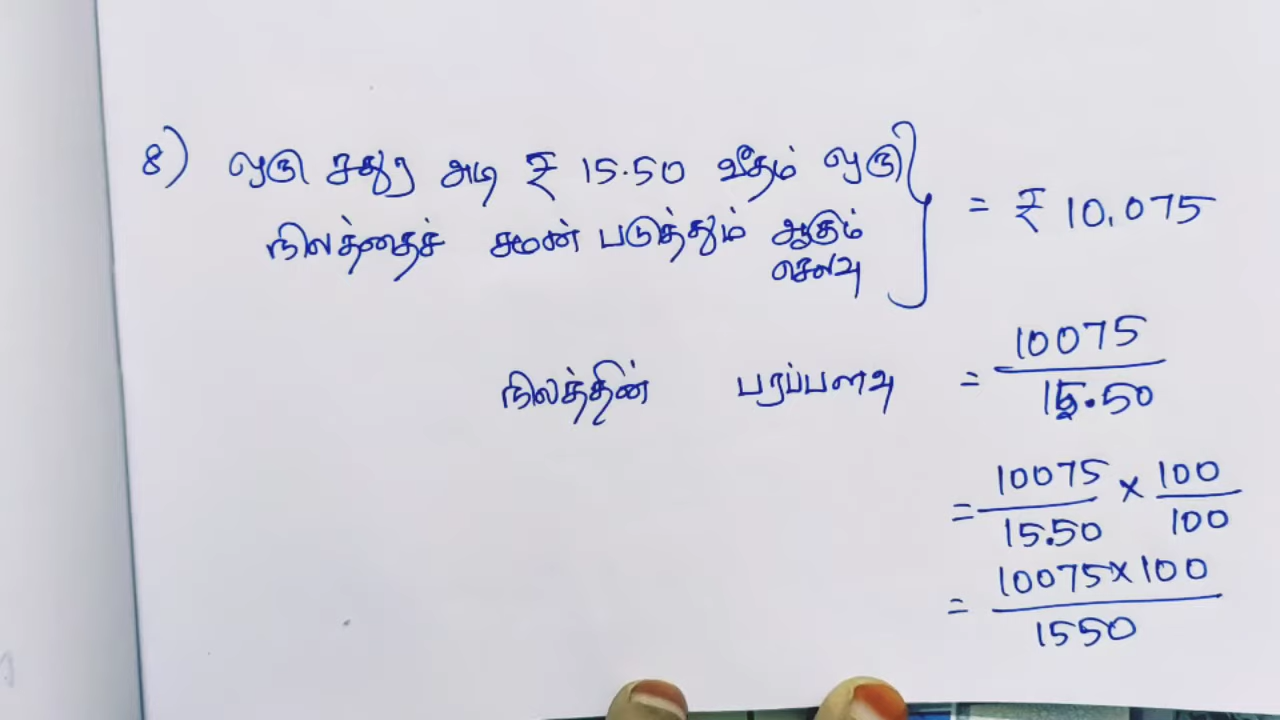 8) ஒரு சதுர அடி ₹ 15.50 வீதம் ஒரு
நிலத்தைச் சமன் படுத்தும் ஆகும்
செலவு } = ₹ 10,075
நிலத்தின் பரப்பளவு = 10075 / 15.50
= 10075 / 15.50 × 100 / 100
= 10075 × 100 / 1550